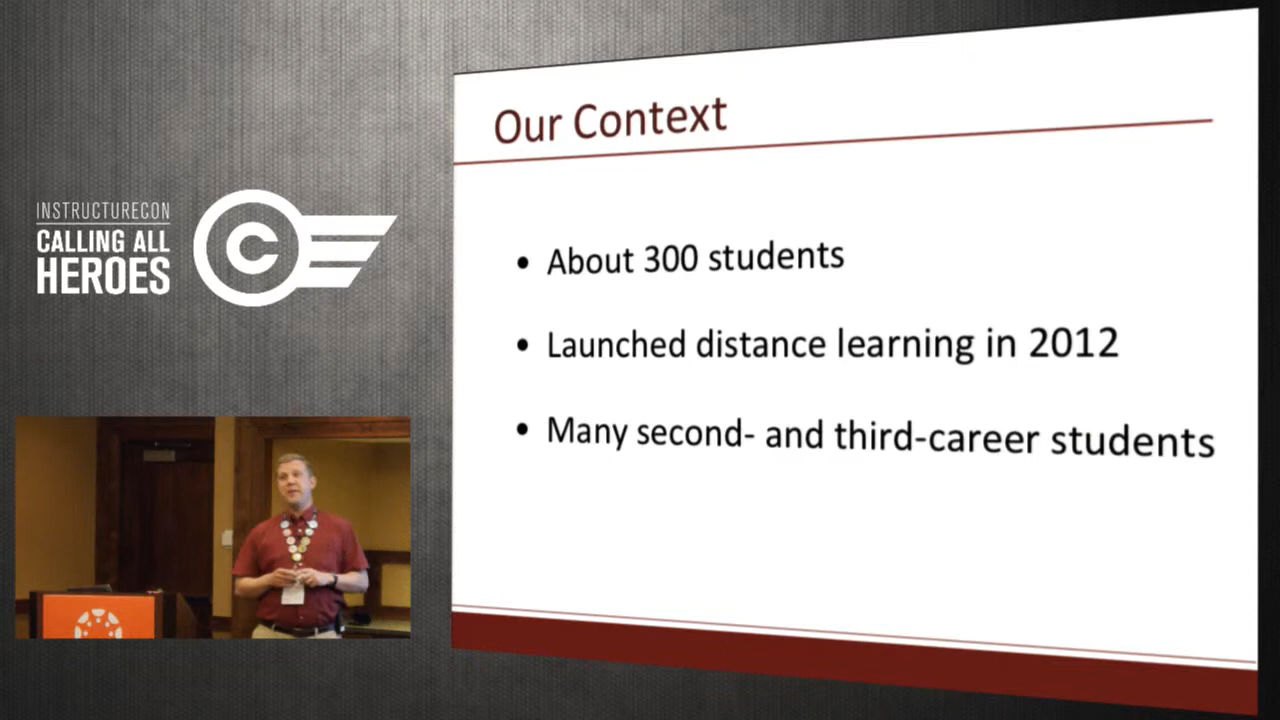 INSTRUCTURECON
CALLING ALL
HEROES
C
Our Context
• About 300 students
• Launched distance learning in 2012
• Many second- and third-career students